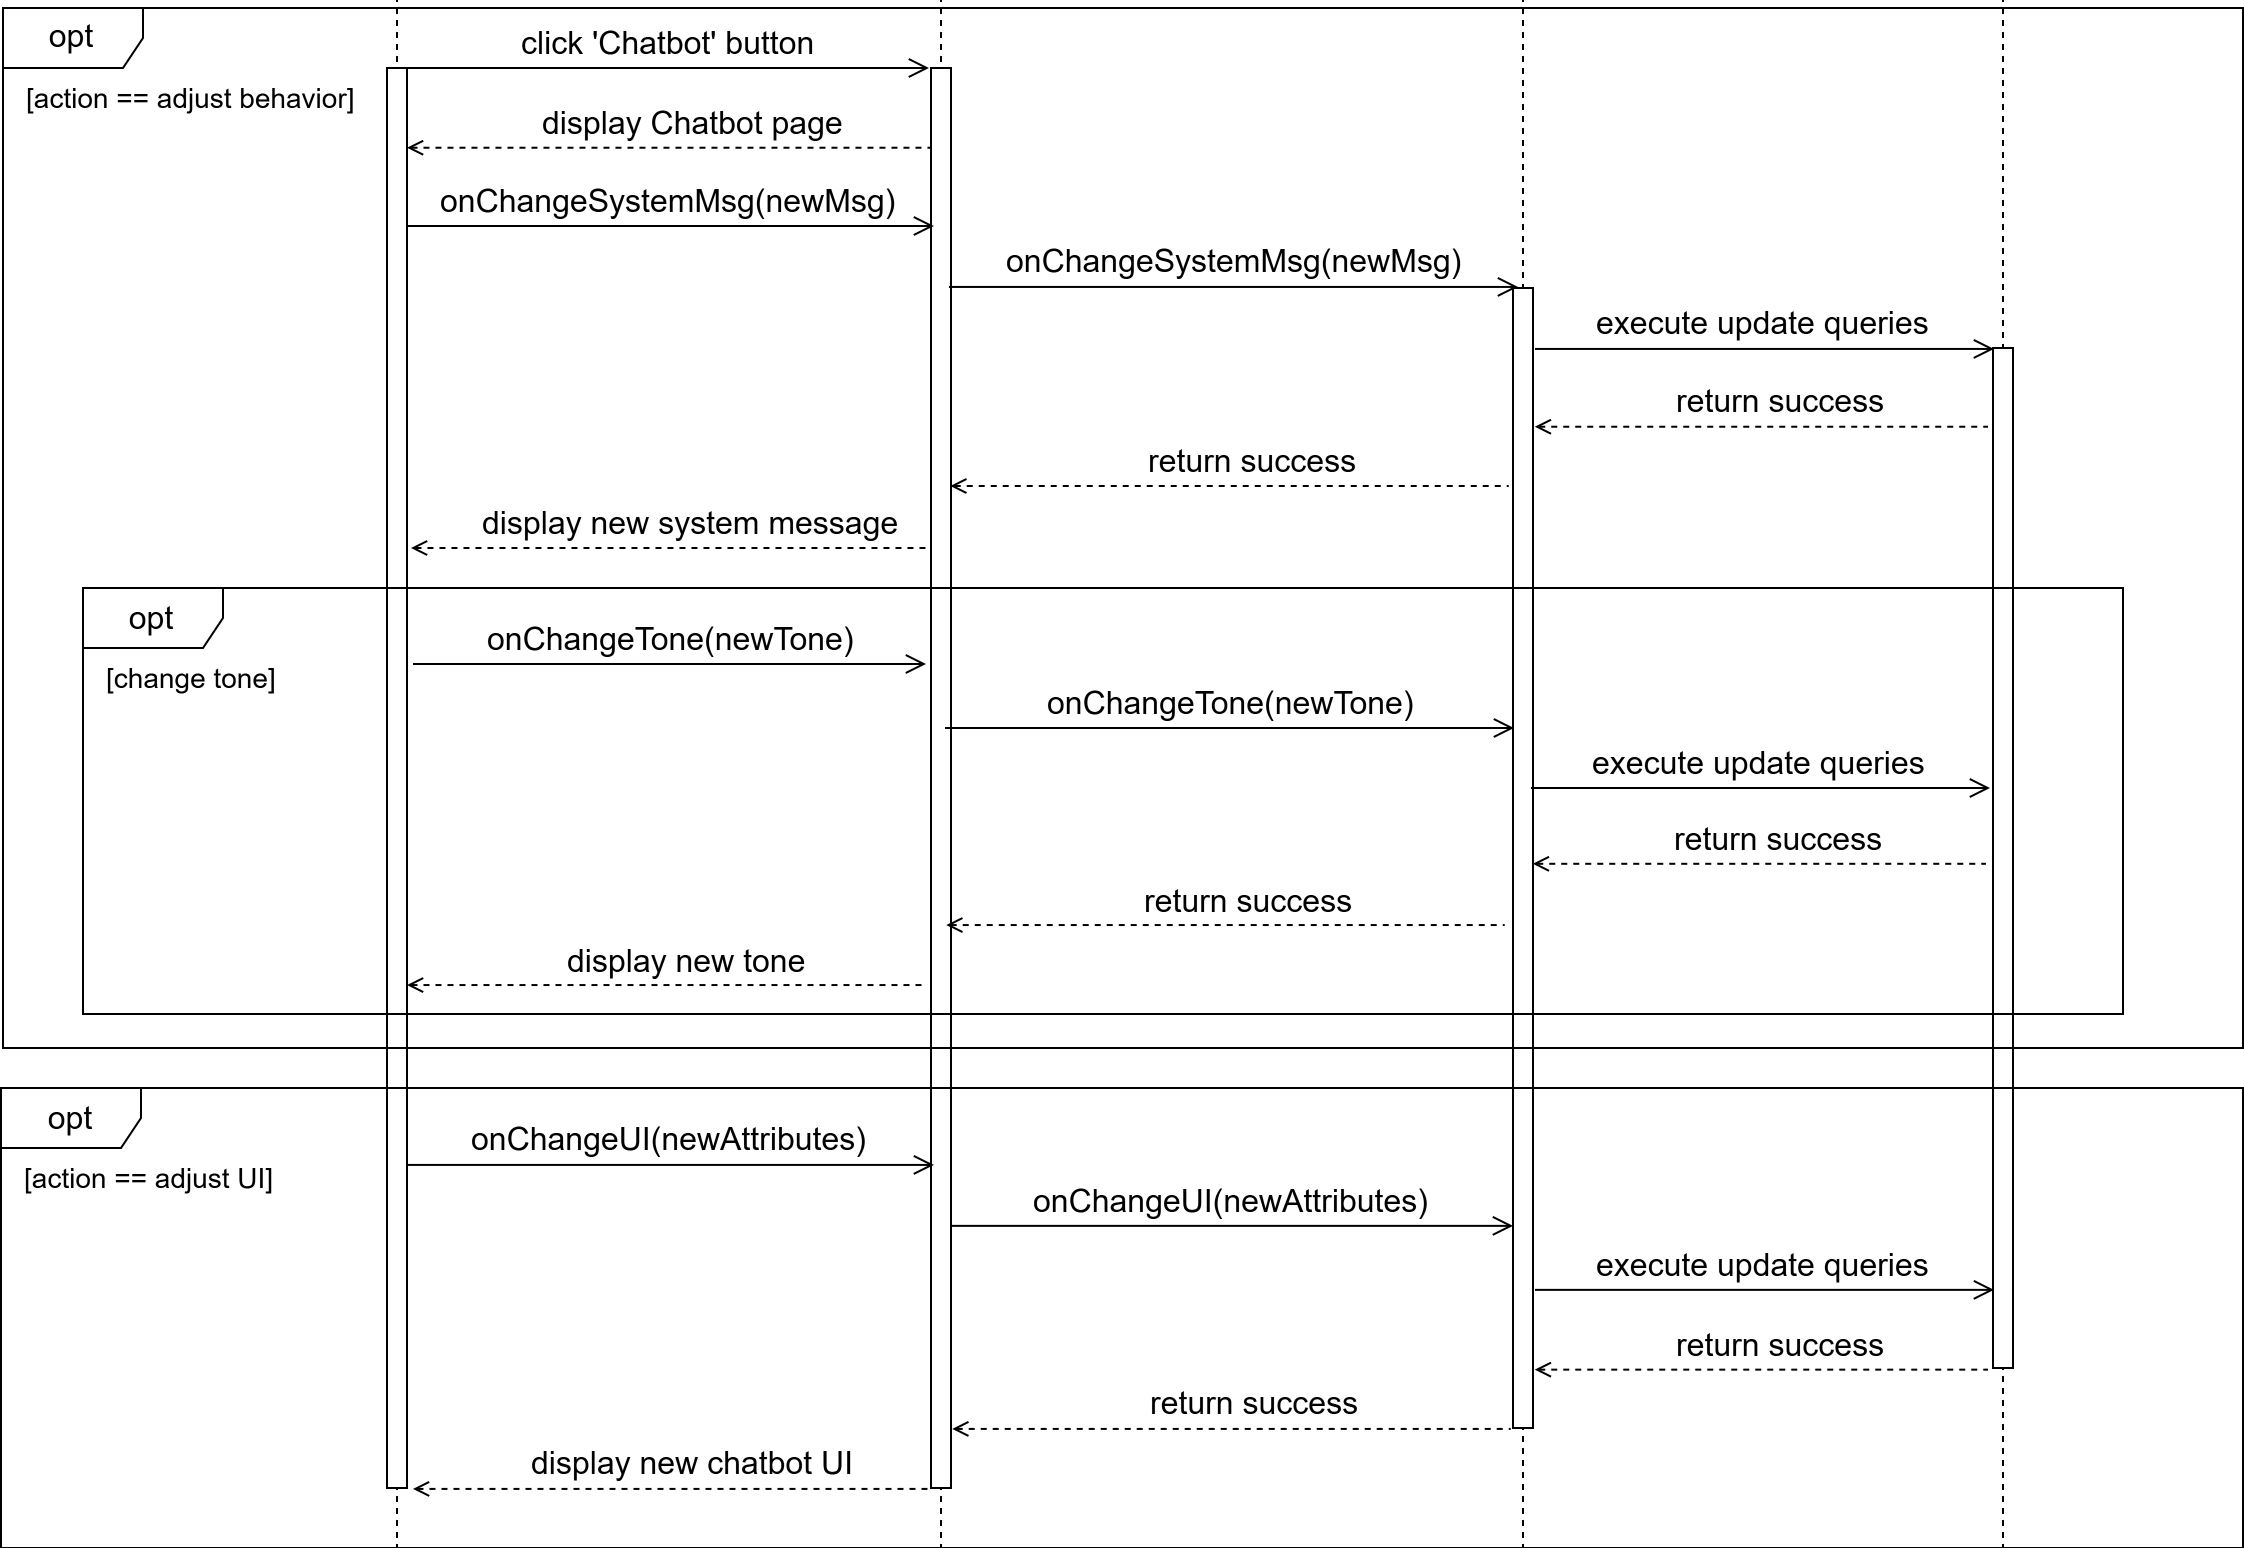 opt
click 'Chatbot' button
[action == adjust behavior]
display Chatbot page
onChangeSystemMsg(newMsg)
onChangeSystemMsg(newMsg)
execute update queries
return success
return success
display new system message
opt
onChangeTone(newTone)
[change tone]
onChangeTone(newTone)
execute update queries
return success
return success
display new tone
opt
onChangeUI(newAttributes)
[action == adjust UI]
onChangeUI(newAttributes)
execute update queries
return success
return success
display new chatbot UI